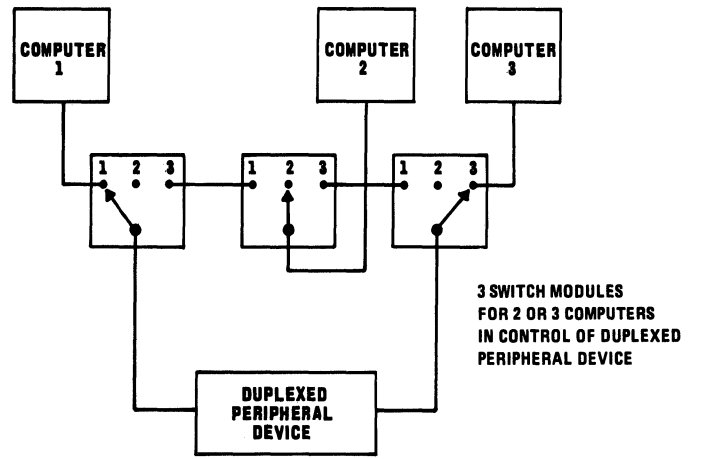 COMPUTER
1
COMPUTER
2
COMPUTER
3
1 2 3
1 2 3
1 2 3
3 SWITCH MODULES
FOR 2 OR 3 COMPUTERS
IN CONTROL OF DUPLEXED
PERIPHERAL DEVICE
DUPLEXED
PERIPHERAL
DEVICE